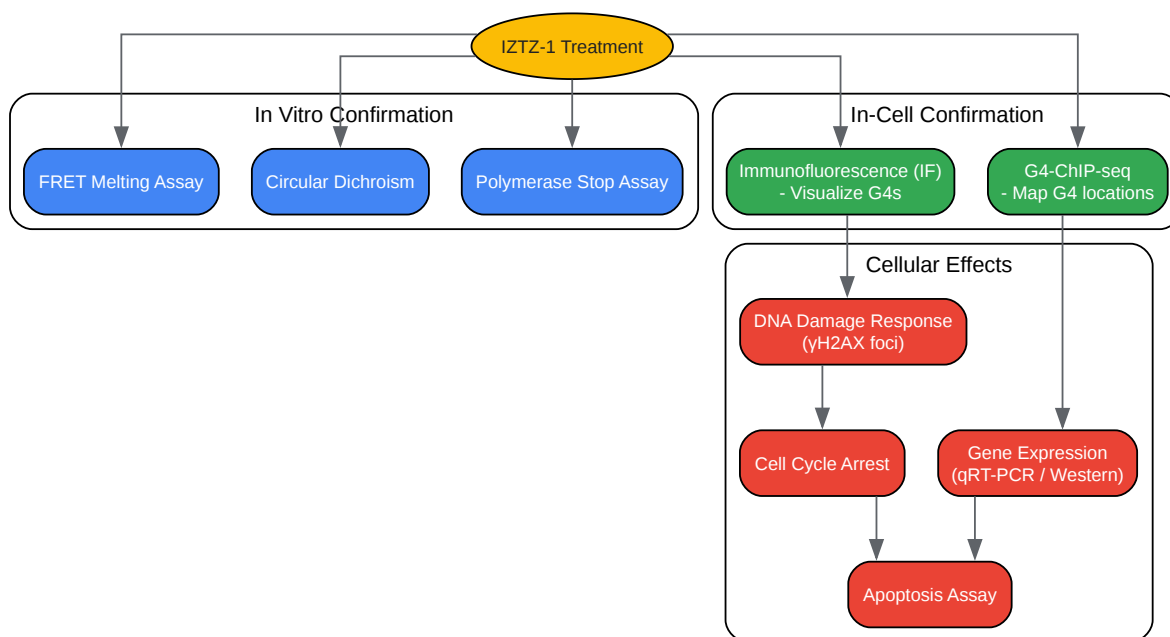 IZTZ-1 Treatment
In Vitro Confirmation
In-Cell Confirmation
FRET Melting Assay
Circular Dichroism
Polymerase Stop Assay
Immunofluorescence (IF)
- Visualize G4s
G4-ChIP-seq
- Map G4 locations
Cellular Effects
DNA Damage Response
(γH2AX foci)
Cell Cycle Arrest
Gene Expression
(qRT-PCR / Western)
Apoptosis Assay